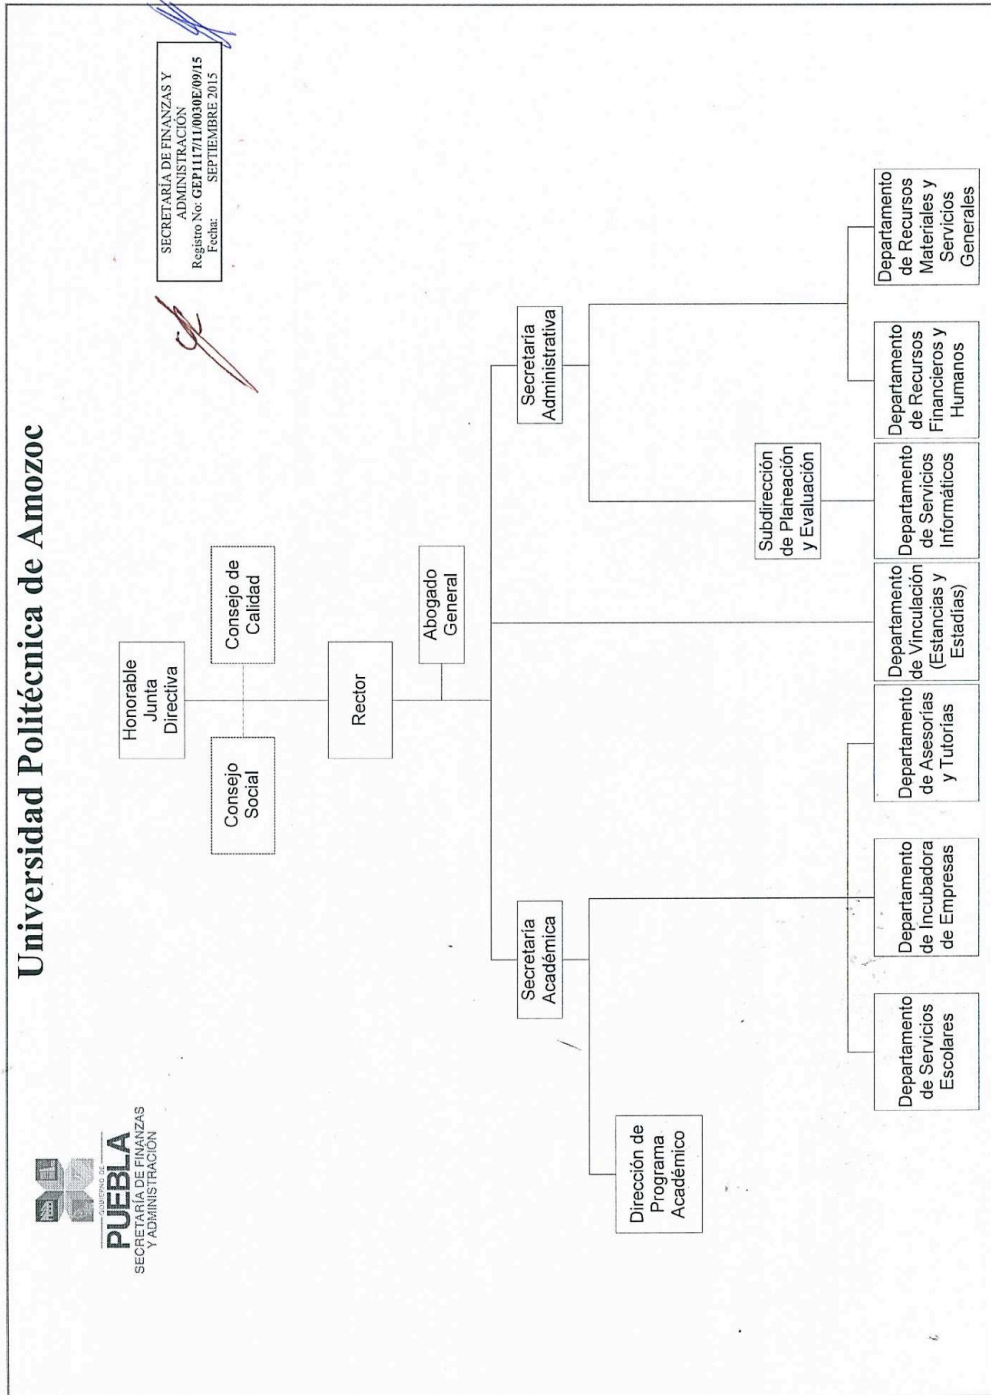 Universidad Politécnica de Amozoc
GOBIERNO DE
PUEBLA
SECRETARÍA DE FINANZAS
Y ADMINISTRACIÓN
SECRETARÍA DE FINANZAS Y
ADMINISTRACIÓN
Registro No: GEP1117/11/0030E/09/15
Fecha: SEPTIEMBRE 2015
Honorable
Junta
Directiva
Consejo
Social
Consejo de
Calidad
Rector
Abogado
General
Secretaría
Académica
Secretaría
Administrativa
Dirección de
Programa
Académico
Subdirección
de Planeación
y Evaluación
Departamento
de Servicios
Escolares
Departamento
de Incubadora
de Empresas
Departamento
de Asesorías
y Tutorías
Departamento
de Vinculación
(Estancias y
Estadías)
Departamento
de Servicios
Informáticos
Departamento
de Recursos
Financieros y
Humanos
Departamento
de Recursos
Materiales y
Servicios
Generales